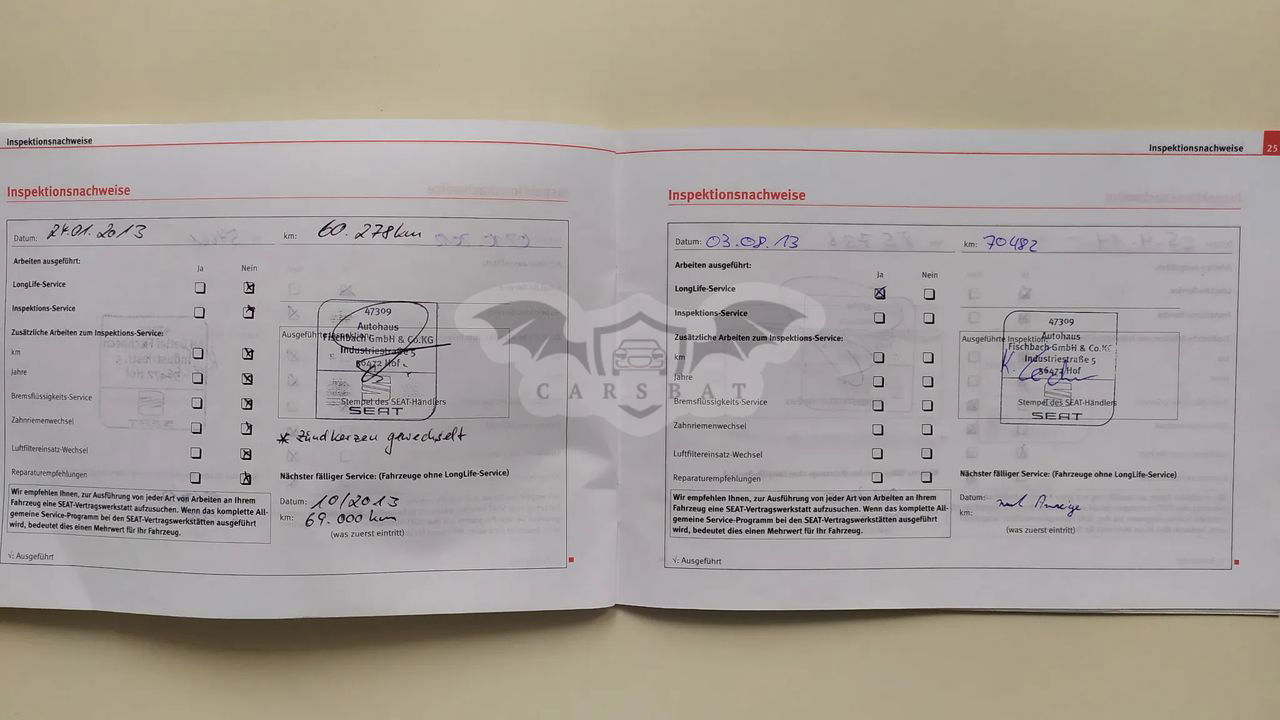 Inspektionsnachweise
Inspektionsnachweise
Datum: 24.01.2013 km: 60.278km
Arbeiten ausgeführt:
Ja Nein
LongLife-Service
Inspektions-Service
Zusätzliche Arbeiten zum Inspektions-Service:
km
Jahre
Bremsflüssigkeits-Service
Zahnriemenwechsel
Luftfiltereinsatz-Wechsel
Reparaturempfehlungen
Wir empfehlen Ihnen, zur Ausführung von jeder Art von Arbeiten an Ihrem
Fahrzeug eine SEAT-Vertragswerkstatt aufzusuchen. Wenn das komplette All-
gemeine Service-Programm bei den SEAT-Vertragswerkstätten ausgeführt
wird, bedeutet dies einen Mehrwert für Ihr Fahrzeug.
√: Ausgeführt
47309
Autohaus
Ausgeführte Inspektion:
Fischbach GmbH & Co.KG
Industriestraße 5
56472 Hof
Stempel des SEAT-Händlers
SEAT
* Zündkerzen gewechselt
Nächster fälliger Service: (Fahrzeuge ohne LongLife-Service)
Datum: 10/2013
km: 69.000km
(was zuerst eintritt)
CARSBAT
Inspektionsnachweise 25
Inspektionsnachweise
Datum: 03.08.13 km: 70482
Arbeiten ausgeführt:
Ja Nein
LongLife-Service
Inspektions-Service
Zusätzliche Arbeiten zum Inspektions-Service:
km
Jahre
Bremsflüssigkeits-Service
Zahnriemenwechsel
Luftfiltereinsatz-Wechsel
Reparaturempfehlungen
Wir empfehlen Ihnen, zur Ausführung von jeder Art von Arbeiten an Ihrem
Fahrzeug eine SEAT-Vertragswerkstatt aufzusuchen. Wenn das komplette All-
gemeine Service-Programm bei den SEAT-Vertragswerkstätten ausgeführt
wird, bedeutet dies einen Mehrwert für Ihr Fahrzeug.
√: Ausgeführt
47309
Autohaus
Ausgeführte Inspektion:
Fischbach GmbH & Co.KG
Industriestraße 5
56472 Hof
Stempel des SEAT-Händlers
SEAT
Nächster fälliger Service: (Fahrzeuge ohne LongLife-Service)
Datum: Anzeige
km:
(was zuerst eintritt)